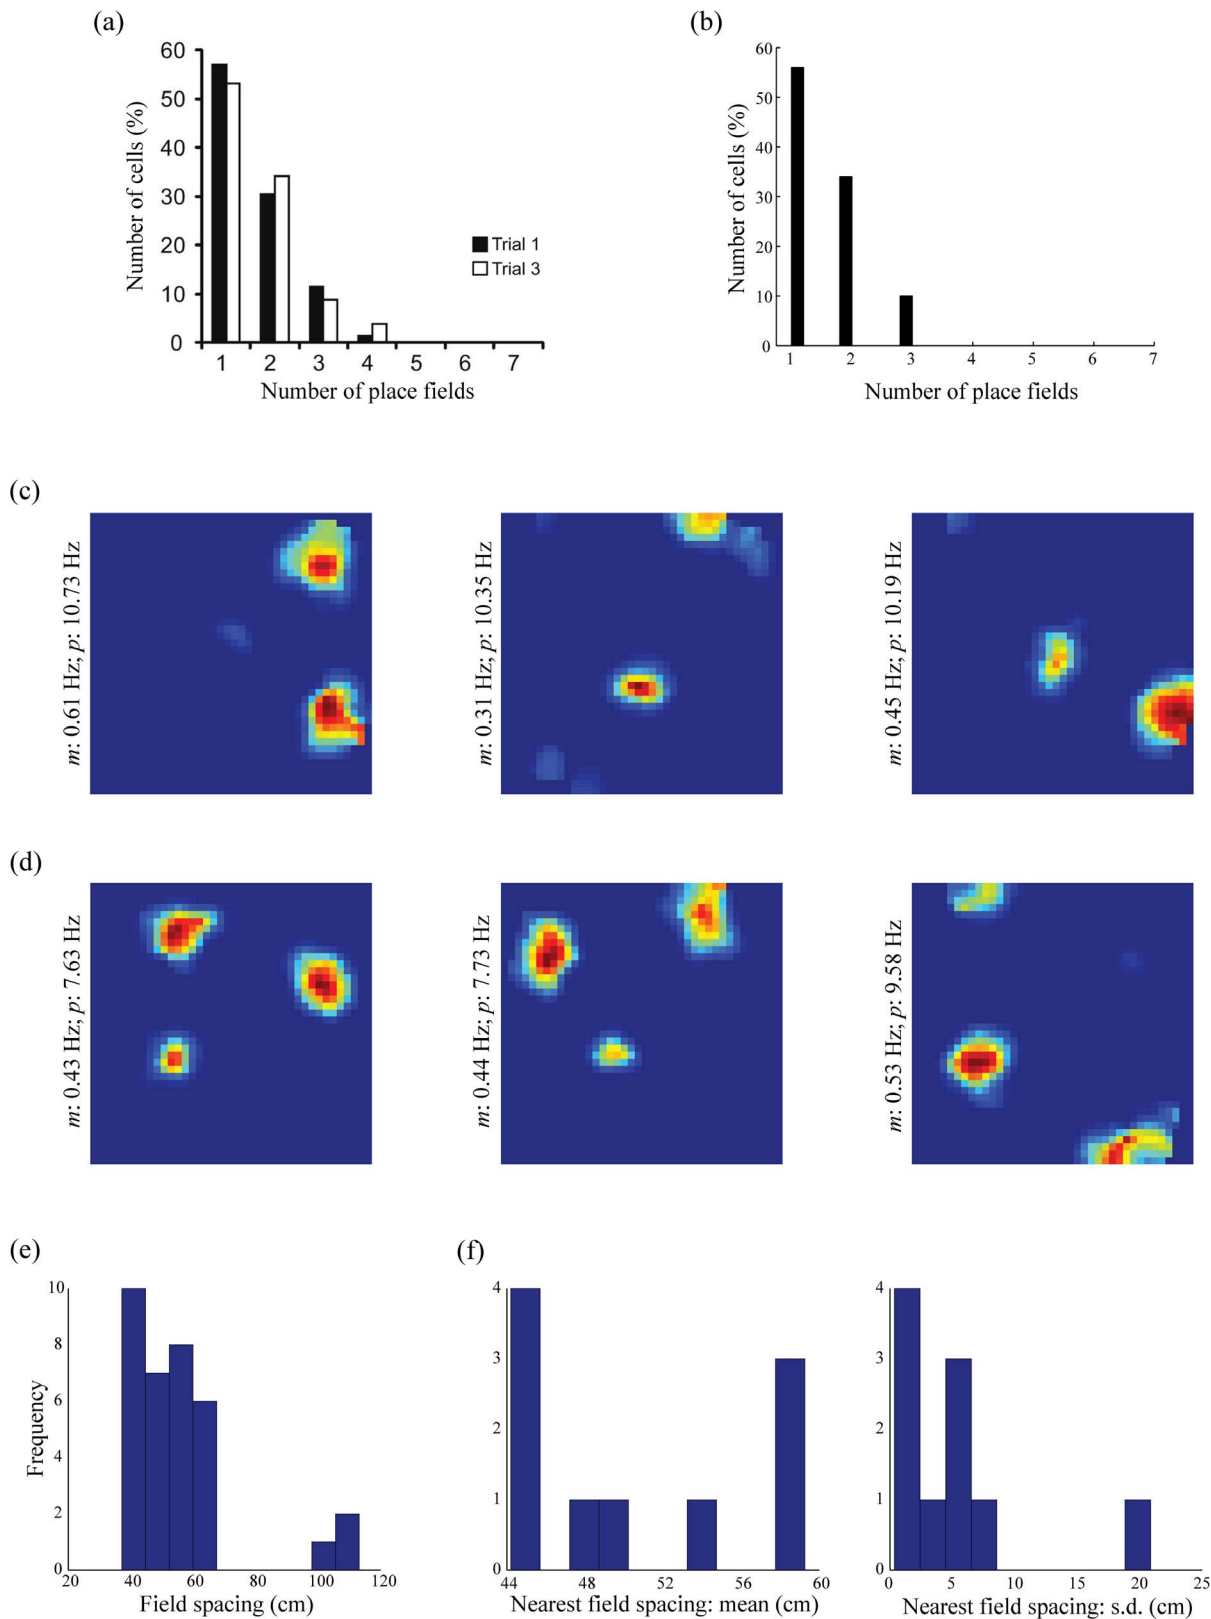 (a)
60
50
40
30
20
10
0
Number of cells (%)
Trial 1
Trial 3
1 2 3 4 5 6 7
Number of place fields
(b)
60
50
40
30
20
10
0
Number of cells (%)
1 2 3 4 5 6 7
Number of place fields
(c)
m: 0.61 Hz; p: 10.73 Hz
m: 0.31 Hz; p: 10.35 Hz
m: 0.45 Hz; p: 10.19 Hz
(d)
m: 0.43 Hz; p: 7.63 Hz
m: 0.44 Hz; p: 7.73 Hz
m: 0.53 Hz; p: 9.58 Hz
(e)
10
8
6
4
2
0
Frequency
20 40 60 80 100 120
Field spacing (cm)
(f)
4
3
2
1
0
44 48 52 56 60
Nearest field spacing: mean (cm)
4
3
2
1
0
0 5 10 15 20 25
Nearest field spacing: s.d. (cm)